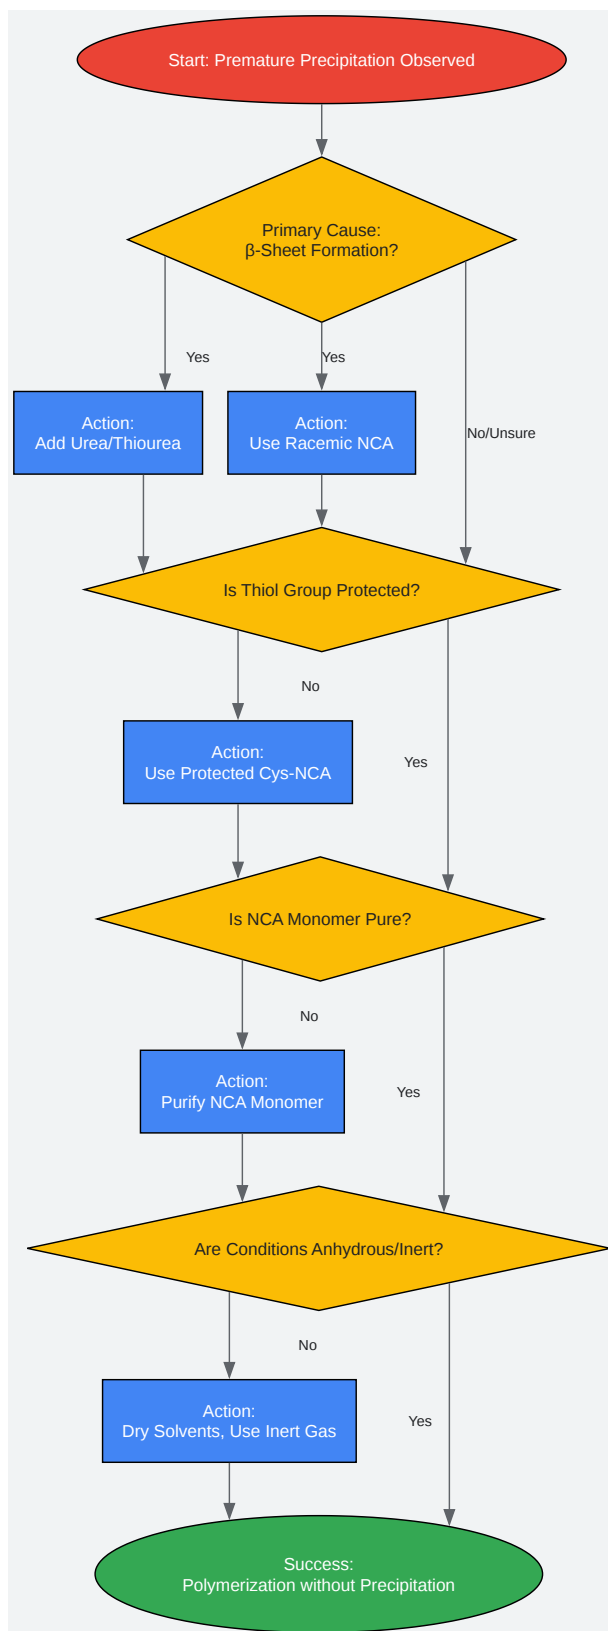 Start: Premature Precipitation Observed
Primary Cause:
β-Sheet Formation?
Yes
Yes
Action:
Add Urea/Thiourea
Action:
Use Racemic NCA
No/Unsure
Is Thiol Group Protected?
No
Action:
Use Protected Cys-NCA
Yes
Is NCA Monomer Pure?
No
Action:
Purify NCA Monomer
Yes
Are Conditions Anhydrous/Inert?
No
Action:
Dry Solvents, Use Inert Gas
Yes
Success:
Polymerization without Precipitation